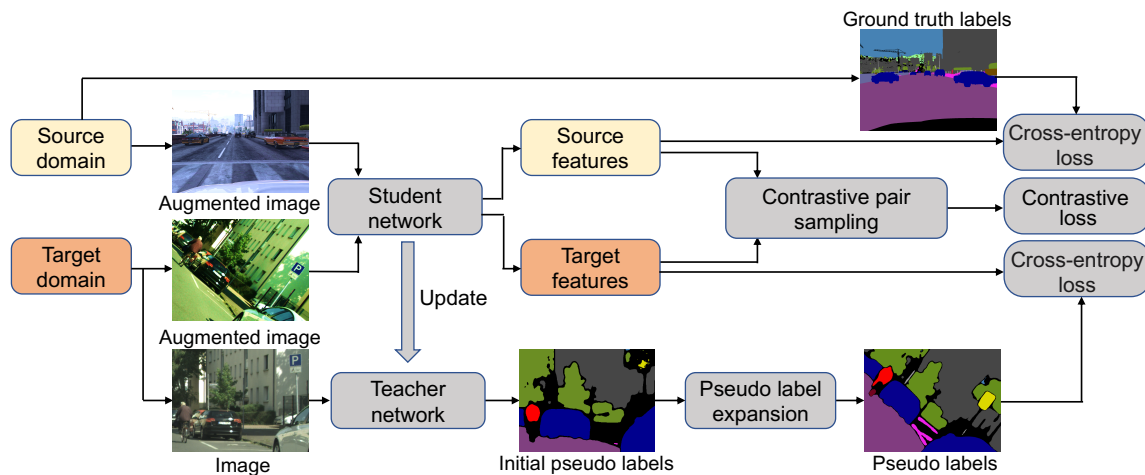 Ground truth labels
Source
domain
Augmented image
Source
features
Cross-entropy
loss
Student
network
Contrastive pair
sampling
Contrastive
loss
Target
domain
Augmented image
Target
features
Cross-entropy
loss
Update
P
P
Image
Teacher
network
Initial pseudo labels
Pseudo label
expansion
Pseudo labels